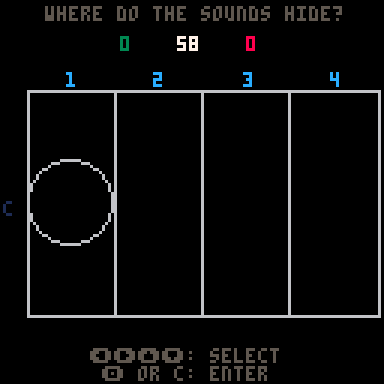 WHERE DO THE SOUNDS HIDE?
0 58 0
1 2 3 4
C
: SELECT
OR C: ENTER